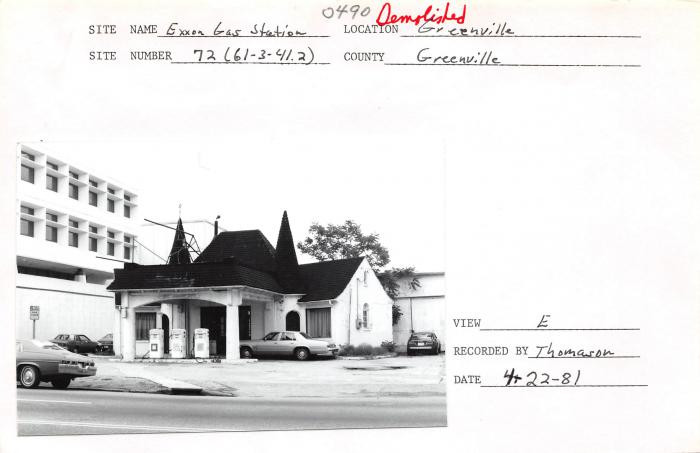 0490 Demolished
SITE NAME Exxon Gas Station LOCATION Greenville
SITE NUMBER 72 (61-3-41.2) COUNTY Greenville
VIEW E
RECORDED BY Thomason
DATE 4-22-81